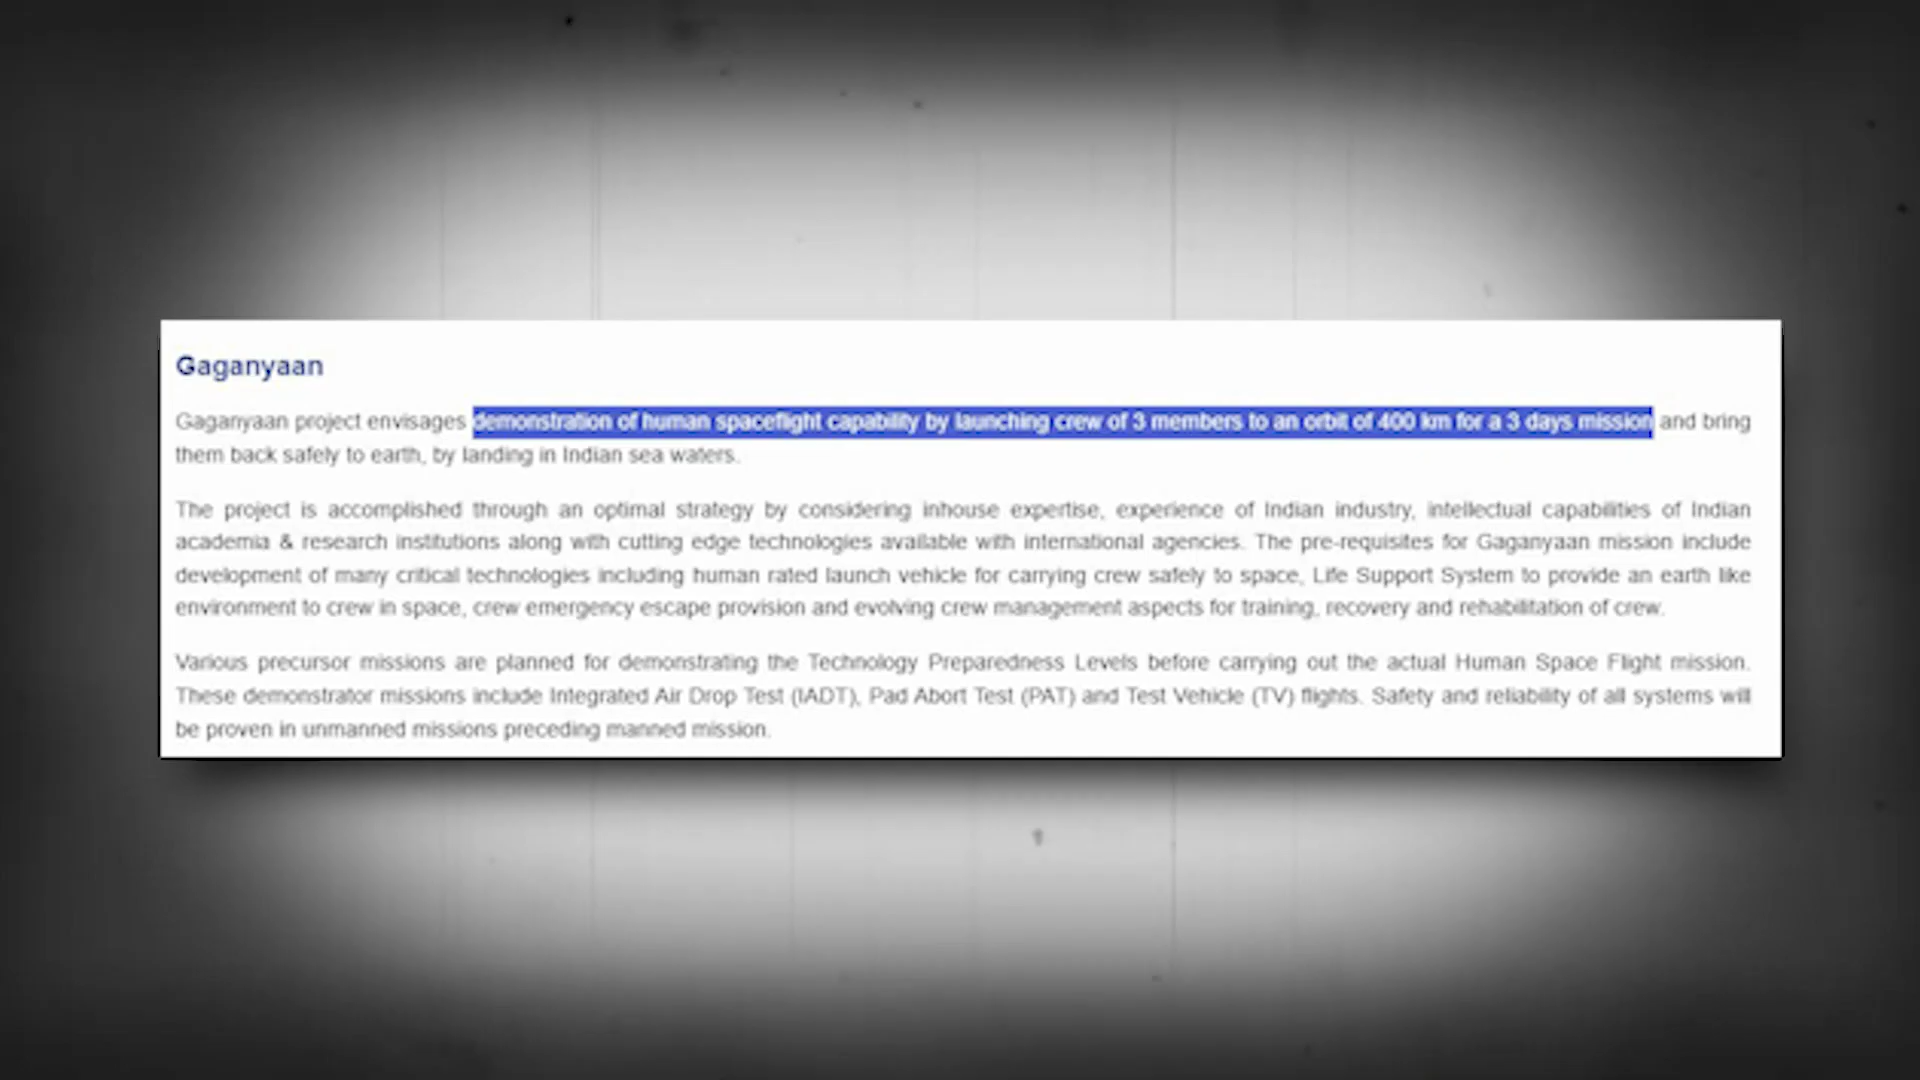 Gaganyaan
Gaganyaan project envisages demonstration of human spaceflight capability by launching crew of 3 members to an orbit of 400 km for a 3 days mission and bring
them back safely to earth, by landing in Indian sea waters.
The project is accomplished through an optimal strategy by considering inhouse expertise, experience of Indian industry, intellectual capabilities of Indian
academia & research institutions along with cutting edge technologies available with international agencies. The pre-requisites for Gaganyaan mission include
development of many critical technologies including human rated launch vehicle for carrying crew safely to space, Life Support System to provide an earth like
environment to crew in space, crew emergency escape provision and evolving crew management aspects for training, recovery and rehabilitation of crew.
Various precursor missions are planned for demonstrating the Technology Preparedness Levels before carrying out the actual Human Space Flight mission.
These demonstrator missions include Integrated Air Drop Test (IADT), Pad Abort Test (PAT) and Test Vehicle (TV) flights. Safety and reliability of all systems will
be proven in unmanned missions preceding manned mission.